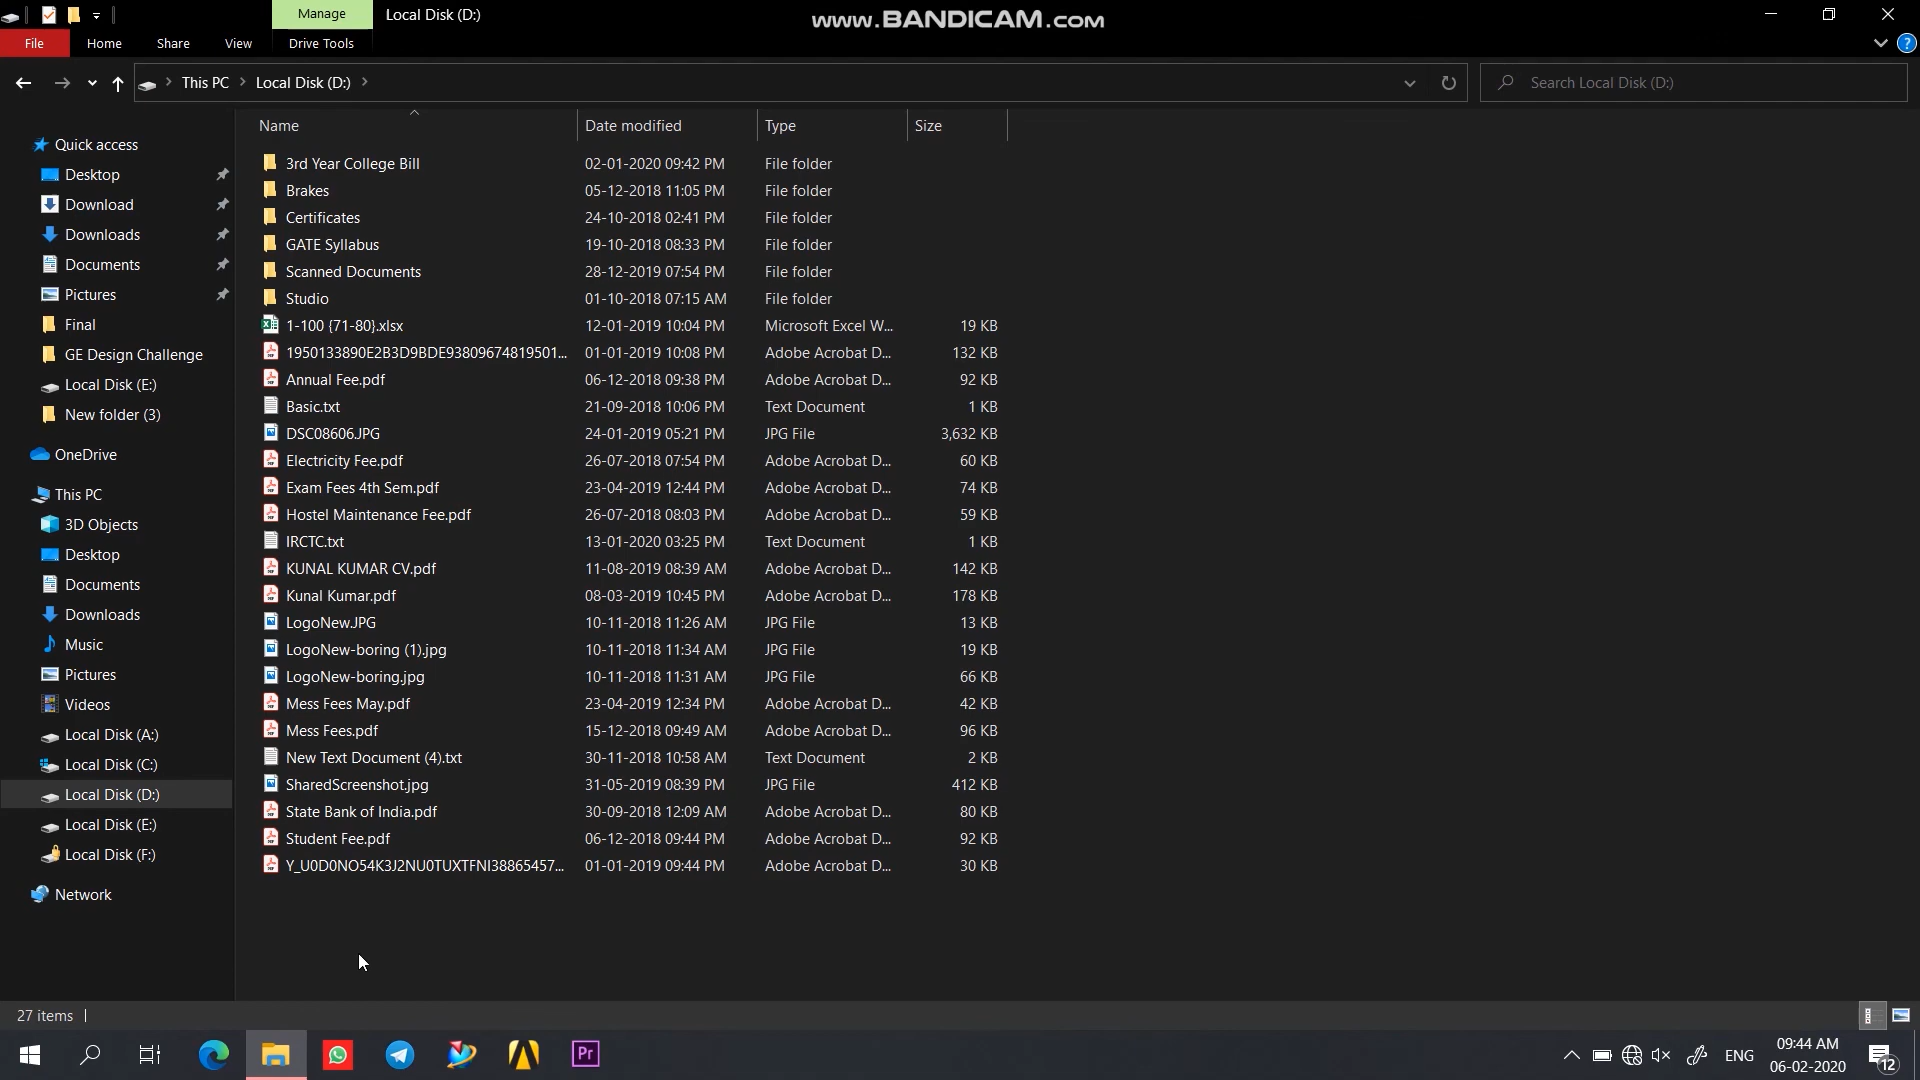 Manage
Local Disk (D:)
www.BANDICAM.com
File
Home
Share
View
Drive Tools
This PC
Local Disk (D:)
Search Local Disk (D:)
Name
Date modified
Type
Size
Quick access
Desktop
Download
Downloads
Documents
Pictures
Final
GE Design Challenge
Local Disk (E:)
New folder (3)
OneDrive
This PC
3D Objects
Desktop
Documents
Downloads
Music
Pictures
Videos
Local Disk (A:)
Local Disk (C:)
Local Disk (D:)
Local Disk (E:)
Local Disk (F:)
Network
3rd Year College Bill 02-01-2020 09:42 PM File folder
Brakes 05-12-2018 11:05 PM File folder
Certificates 24-10-2018 02:41 PM File folder
GATE Syllabus 19-10-2018 08:33 PM File folder
Scanned Documents 28-12-2019 07:54 PM File folder
Studio 01-10-2018 07:15 AM File folder
1-100 {71-80}.xlsx 12-01-2019 10:04 PM Microsoft Excel W... 19 KB
1950133890E2B3D9BDE93809674819501... 01-01-2019 10:08 PM Adobe Acrobat D... 132 KB
Annual Fee.pdf 06-12-2018 09:38 PM Adobe Acrobat D... 92 KB
Basic.txt 21-09-2018 10:06 PM Text Document 1 KB
DSC08606.JPG 24-01-2019 05:21 PM JPG File 3,632 KB
Electricity Fee.pdf 26-07-2018 07:54 PM Adobe Acrobat D... 60 KB
Exam Fees 4th Sem.pdf 23-04-2019 12:44 PM Adobe Acrobat D... 74 KB
Hostel Maintenance Fee.pdf 26-07-2018 08:03 PM Adobe Acrobat D... 59 KB
IRCTC.txt 13-01-2020 03:25 PM Text Document 1 KB
KUNAL KUMAR CV.pdf 11-08-2019 08:39 AM Adobe Acrobat D... 142 KB
Kunal Kumar.pdf 08-03-2019 10:45 PM Adobe Acrobat D... 178 KB
LogoNew.JPG 10-11-2018 11:26 AM JPG File 13 KB
LogoNew-boring (1).jpg 10-11-2018 11:34 AM JPG File 19 KB
LogoNew-boring.jpg 10-11-2018 11:31 AM JPG File 66 KB
Mess Fees May.pdf 23-04-2019 12:34 PM Adobe Acrobat D... 42 KB
Mess Fees.pdf 15-12-2018 09:49 AM Adobe Acrobat D... 96 KB
New Text Document (4).txt 30-11-2018 10:58 AM Text Document 2 KB
SharedScreenshot.jpg 31-05-2019 08:39 PM JPG File 412 KB
State Bank of India.pdf 30-09-2018 12:09 AM Adobe Acrobat D... 80 KB
Student Fee.pdf 06-12-2018 09:44 PM Adobe Acrobat D... 92 KB
Y_U0D0NO54K3J2NU0TUXTFNI38865457... 01-01-2019 09:44 PM Adobe Acrobat D... 30 KB
27 items
Pr
ENG
09:44 AM
06-02-2020
12